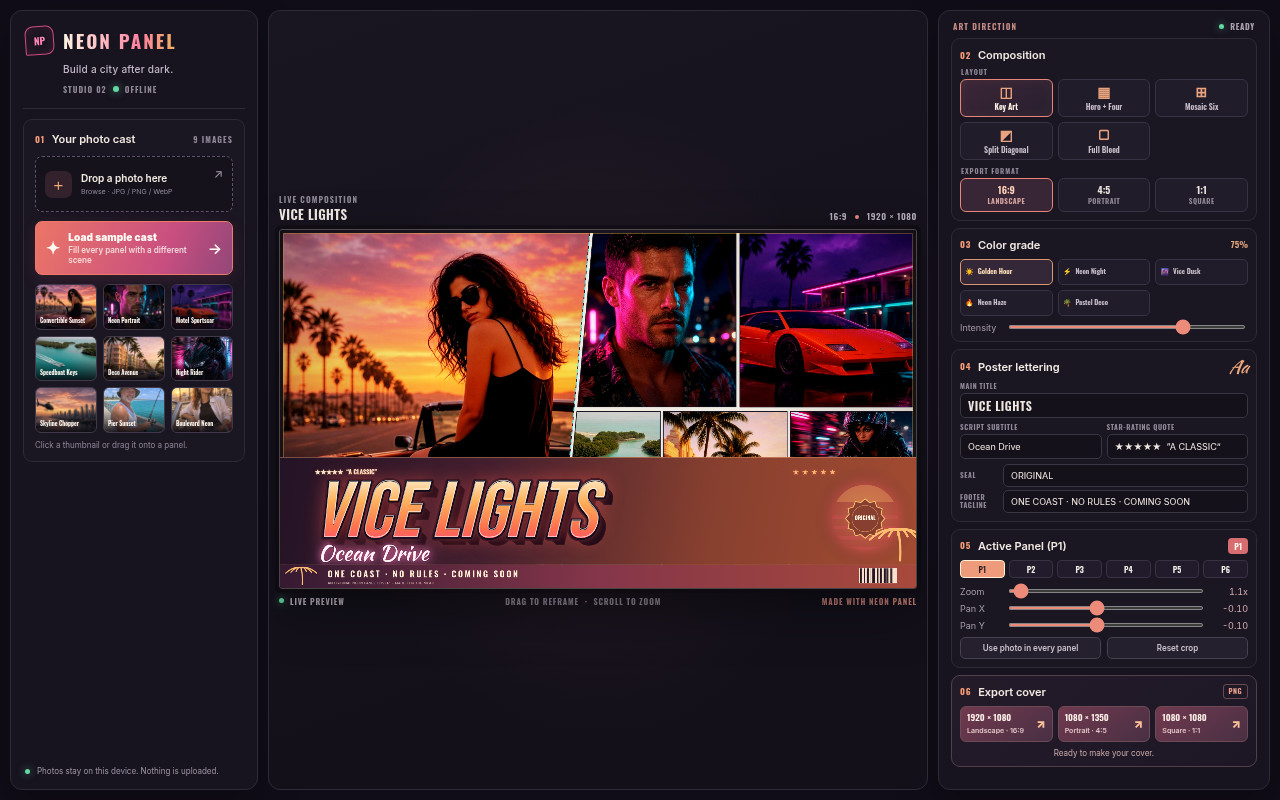 NP
NEON PANEL
Build a city after dark.
STUDIO 02 OFFLINE
01 Your photo cast 9 IMAGES
+
Drop a photo here
Browse · JPG / PNG / WebP
Load sample cast
Fill every panel with a different
scene
Convertible Sunset
Neon Portrait
Motel Sportscar
Speedboat Keys
Deco Avenue
Night Rider
Skyline Chopper
Pier Sunset
Boulevard Neon
Click a thumbnail or drag it onto a panel.
Photos stay on this device. Nothing is uploaded.
LIVE COMPOSITION
VICE LIGHTS
16:9 • 1920 × 1080
★★★★★ "A CLASSIC"
★ ★ ★ ★ ★
VICE LIGHTS
Ocean Drive
ORIGINAL
ONE COAST · NO RULES · COMING SOON
LIVE PREVIEW
DRAG TO REFRAME · SCROLL TO ZOOM
MADE WITH NEON PANEL
ART DIRECTION
READY
02 Composition
LAYOUT
Key Art
Hero + Four
Mosaic Six
Split Diagonal
Full Blood
EXPORT FORMAT
16:9
LANDSCAPE
4:5
PORTRAIT
1:1
SQUARE
03 Color grade 75%
Golden Hour
Neon Night
Vice Dusk
Neon Haze
Pastel Deco
Intensity
04 Poster lettering Aa
MAIN TITLE
VICE LIGHTS
SCRIPT SUBTITLE
Ocean Drive
STAR-RATING QUOTE
★★★★★ "A CLASSIC"
SEAL
ORIGINAL
FOOTER
TAGLINE
ONE COAST · NO RULES · COMING SOON
05 Active Panel (P1) P1
P1 P2 P3 P4 P5 P6
Zoom 1.1x
Pan X -0.10
Pan Y -0.10
Use photo in every panel
Reset crop
06 Export cover PNG
1920 × 1080
Landscape · 16:9
1080 × 1350
Portrait · 4:5
1080 × 1080
Square · 1:1
Ready to make your cover.